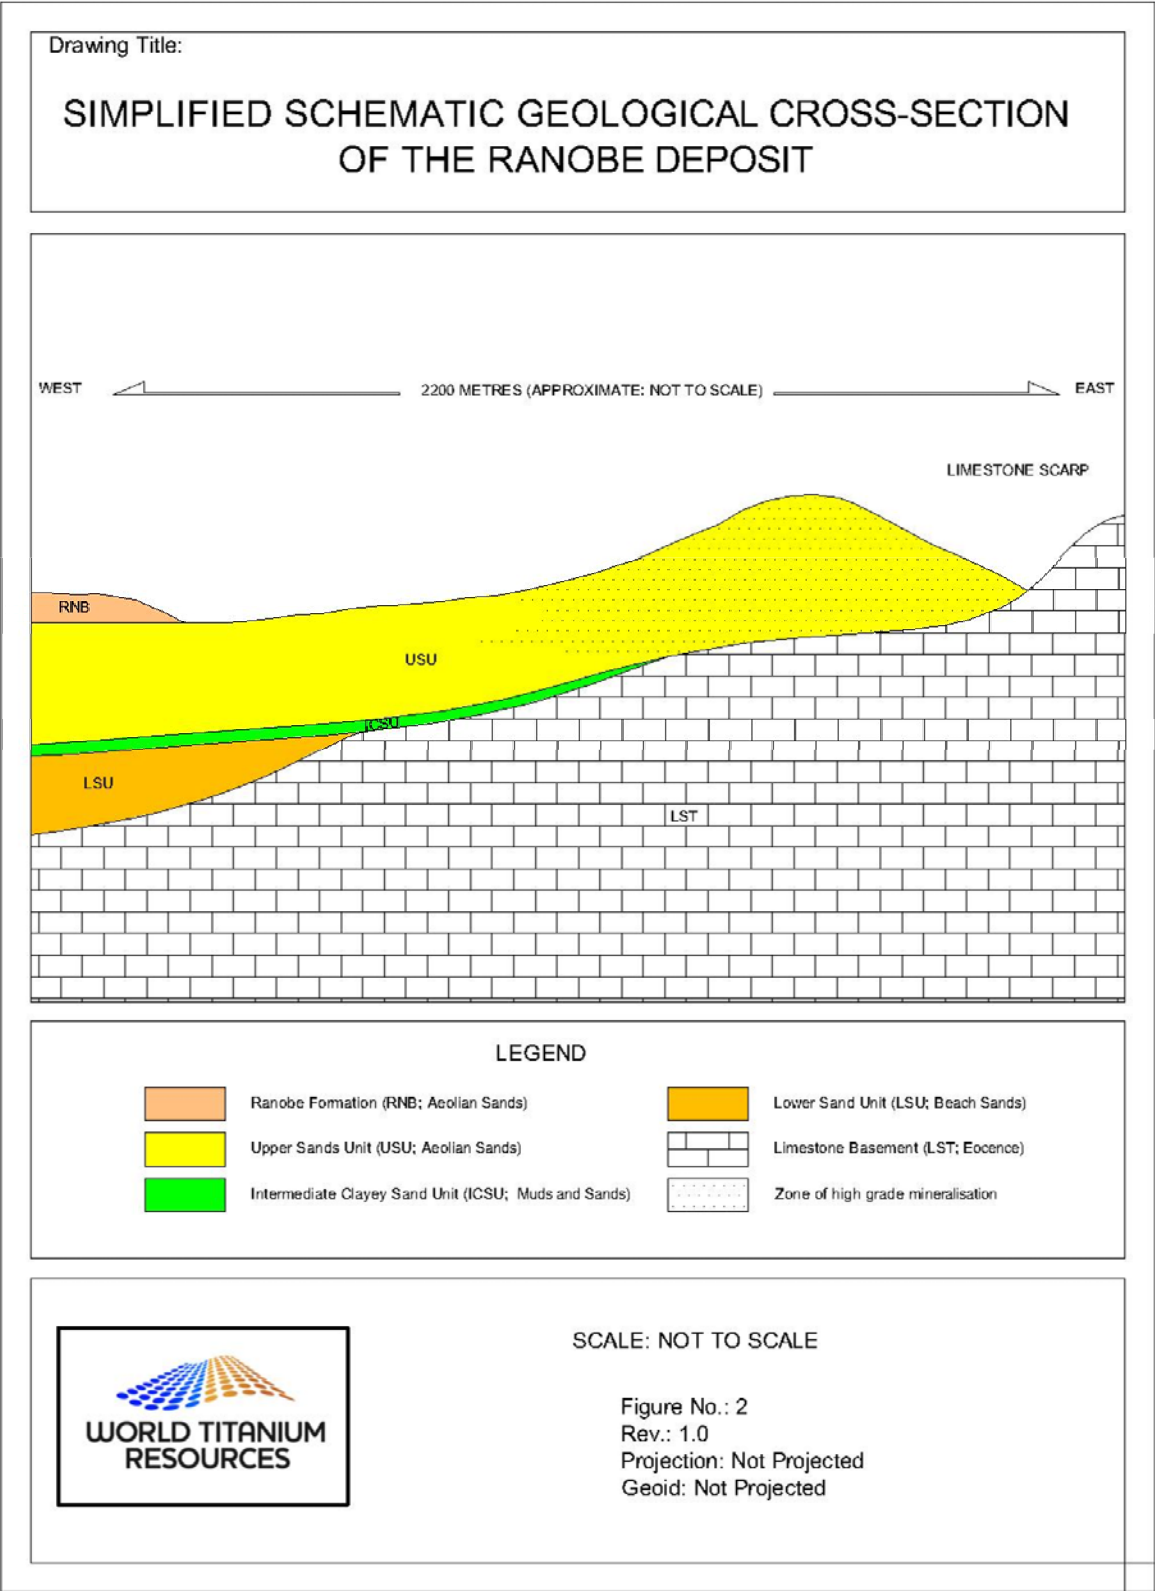 Drawing Title:
SIMPLIFIED SCHEMATIC GEOLOGICAL CROSS-SECTION
OF THE RANOBE DEPOSIT
WEST
2200 METRES (APPROXIMATE: NOT TO SCALE)
EAST
LIMESTONE SCARP
RNB
USU
ICSU
LSU
LST
LEGEND
Ranobe Formation (RNB; Aeolian Sands)
Upper Sands Unit (USU; Aeolian Sands)
Intermediate Clayey Sand Unit (ICSU; Muds and Sands)
Lower Sand Unit (LSU; Beach Sands)
Limestone Basement (LST; Eocence)
Zone of high grade mineralisation
WORLD TITANIUM
RESOURCES
SCALE: NOT TO SCALE
Figure No.: 2
Rev.: 1.0
Projection: Not Projected
Geoid: Not Projected